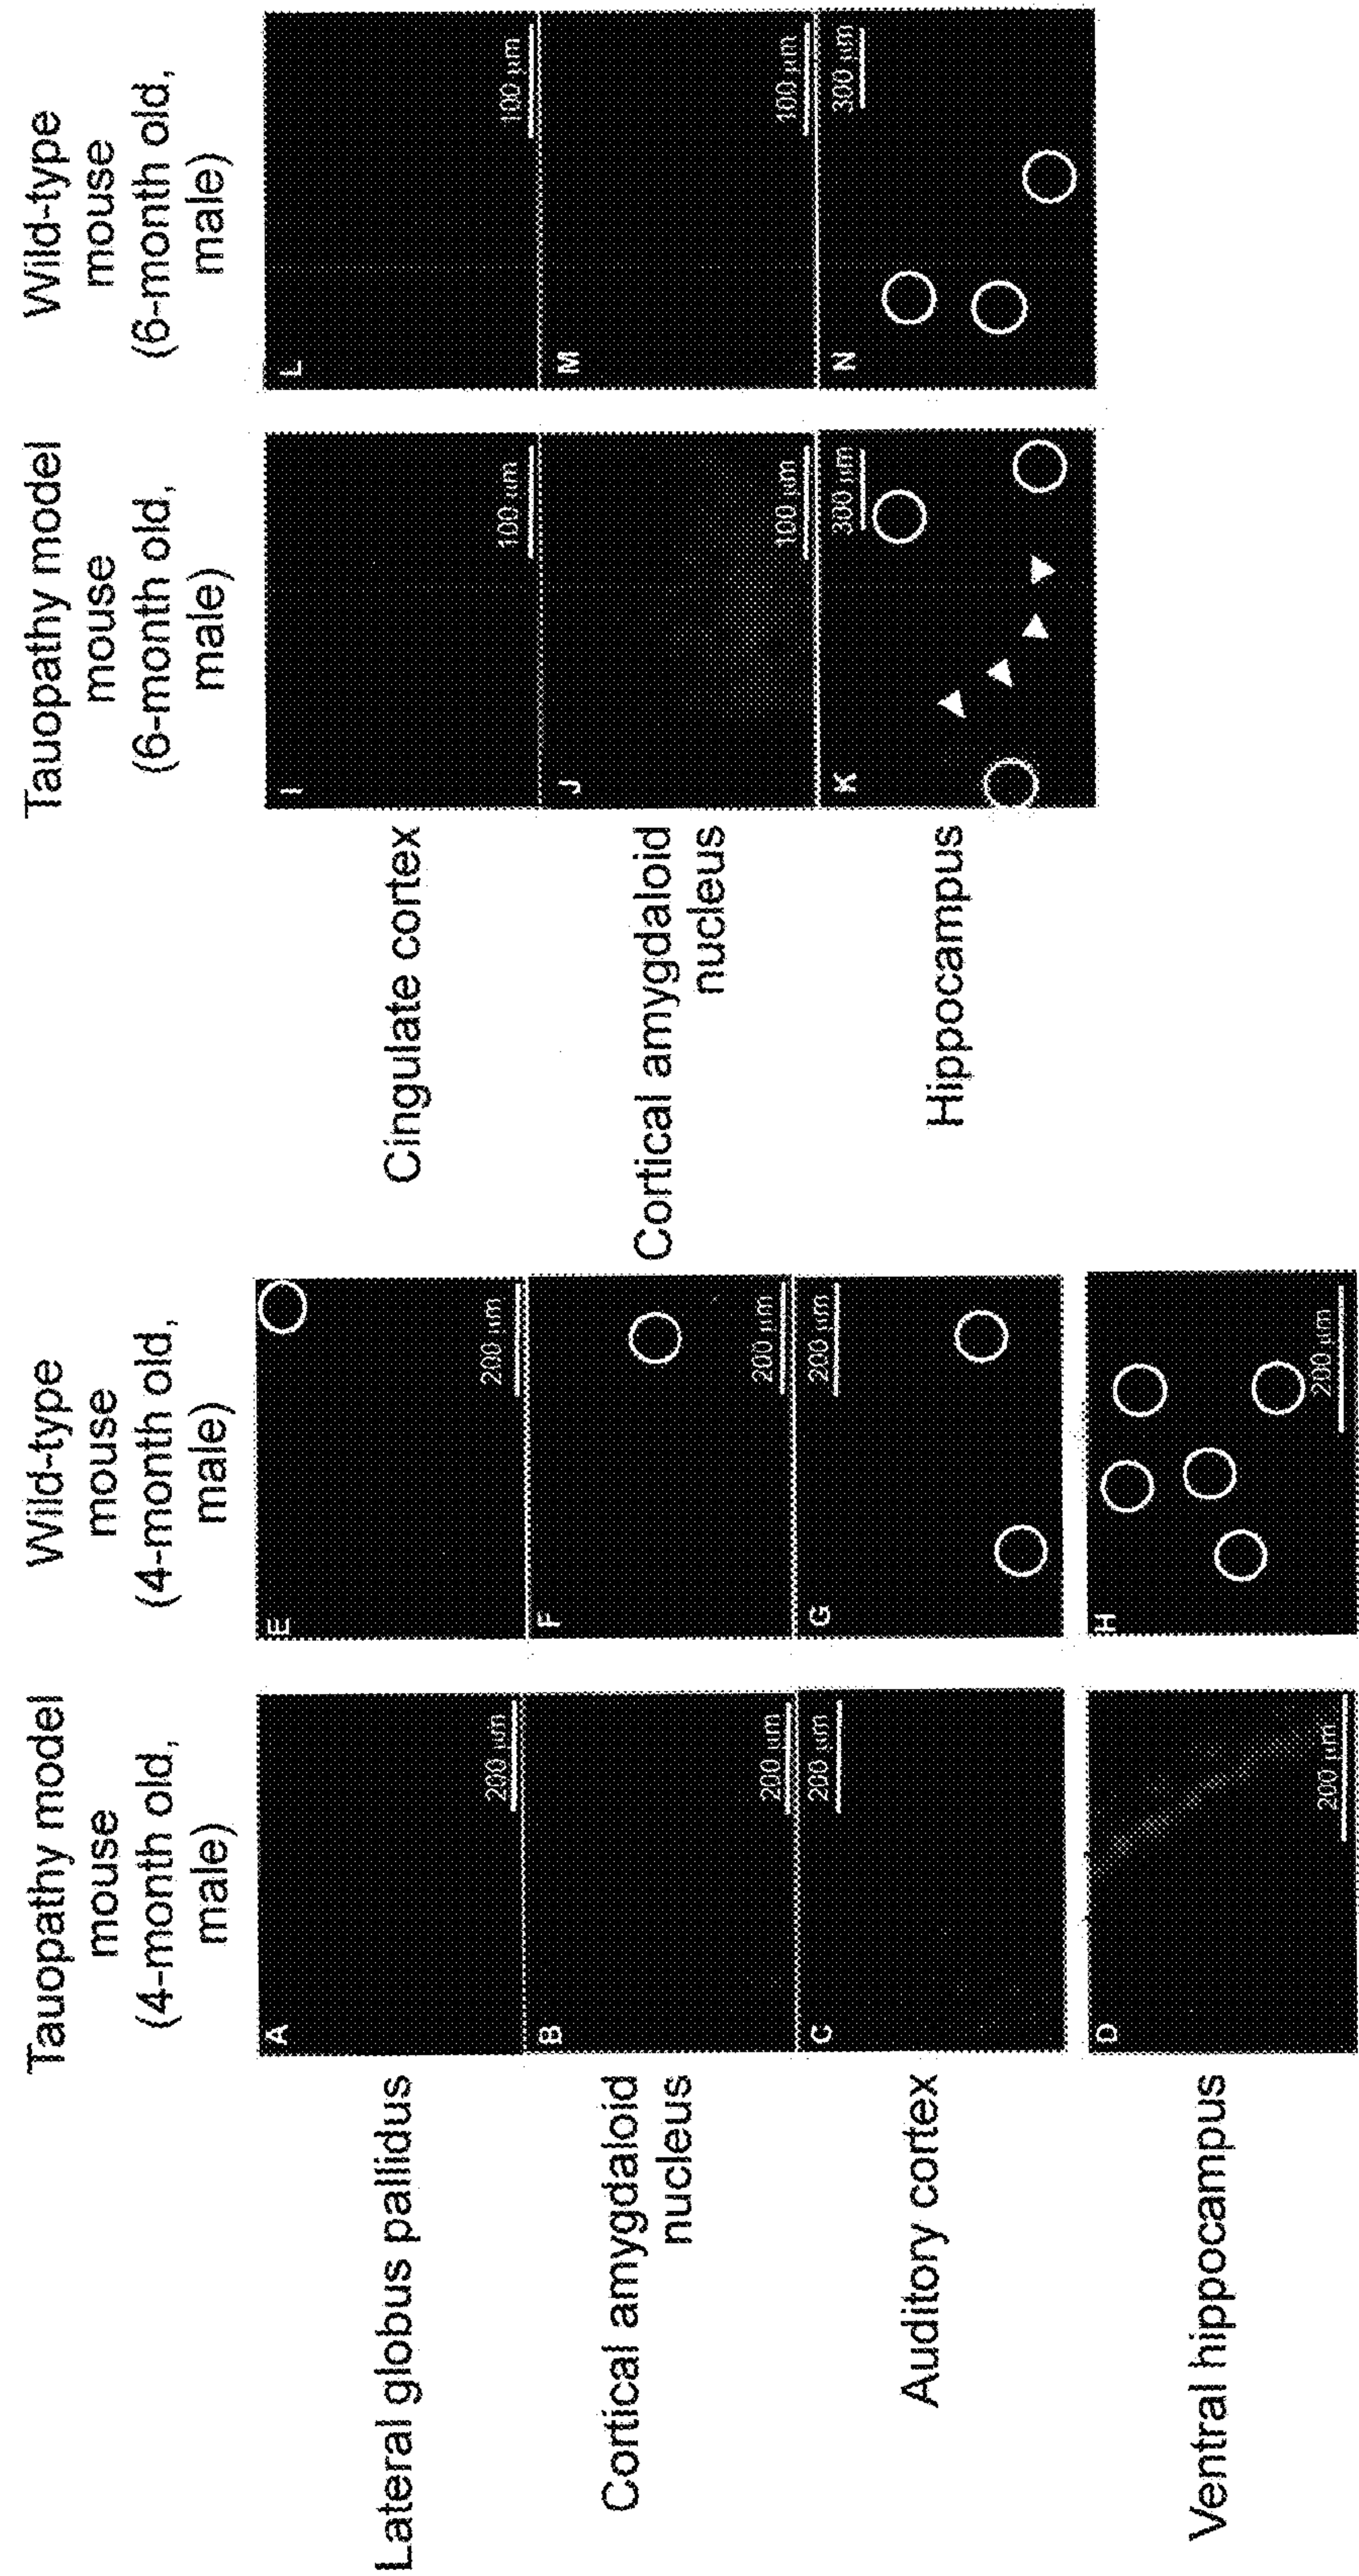 Tauopathy model
mouse
(4-month old,
male)
Wild-type
mouse
(4-month old,
male)
Lateral globus pallidus
A
200 μm
E
200 μm
Cortical amygdaloid
nucleus
B
200 μm
F
200 μm
Auditory cortex
C
200 μm
G
200 μm
Ventral hippocampus
D
200 μm
H
200 μm
Tauopathy model
mouse
(6-month old,
male)
Wild-type
mouse
(6-month old,
male)
Cingulate cortex
I
100 μm
L
100 μm
Cortical amygdaloid
nucleus
J
100 μm
M
100 μm
Hippocampus
K
300 μm
N
300 μm